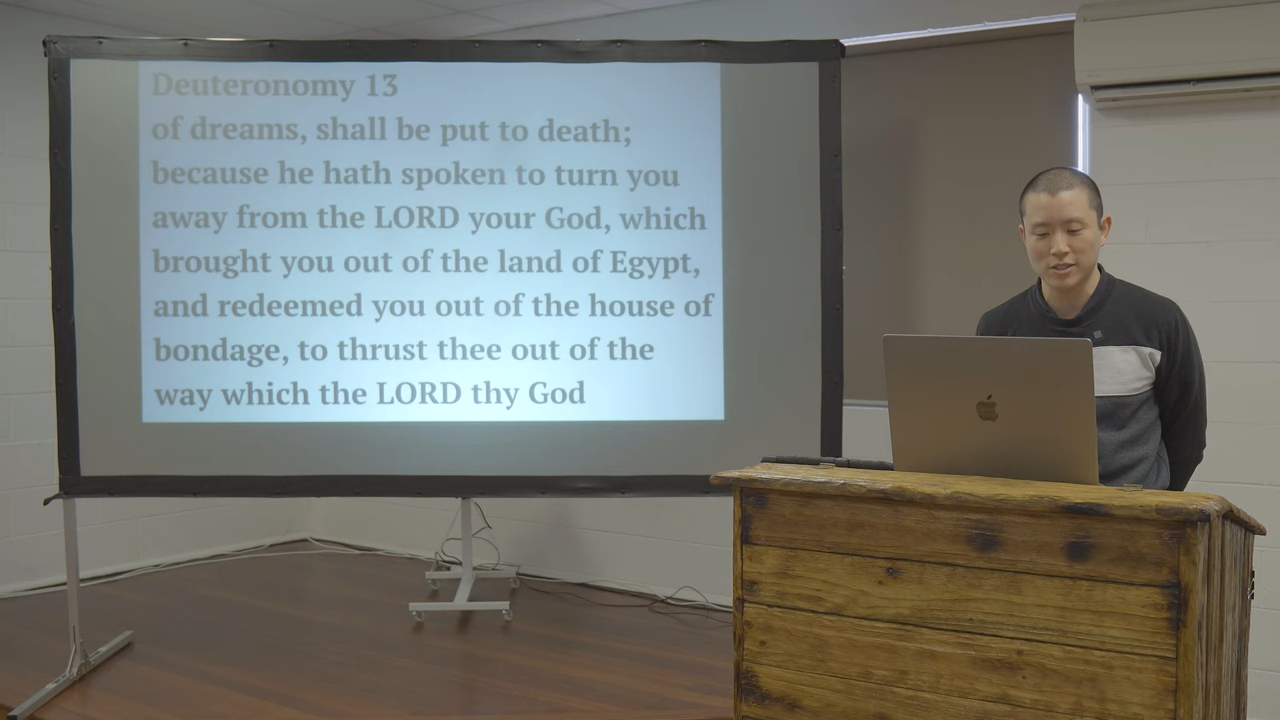 Deuteronomy 13
of dreams, shall be put to death;
because he hath spoken to turn you
away from the LORD your God, which
brought you out of the land of Egypt,
and redeemed you out of the house of
bondage, to thrust thee out of the
way which the LORD thy God